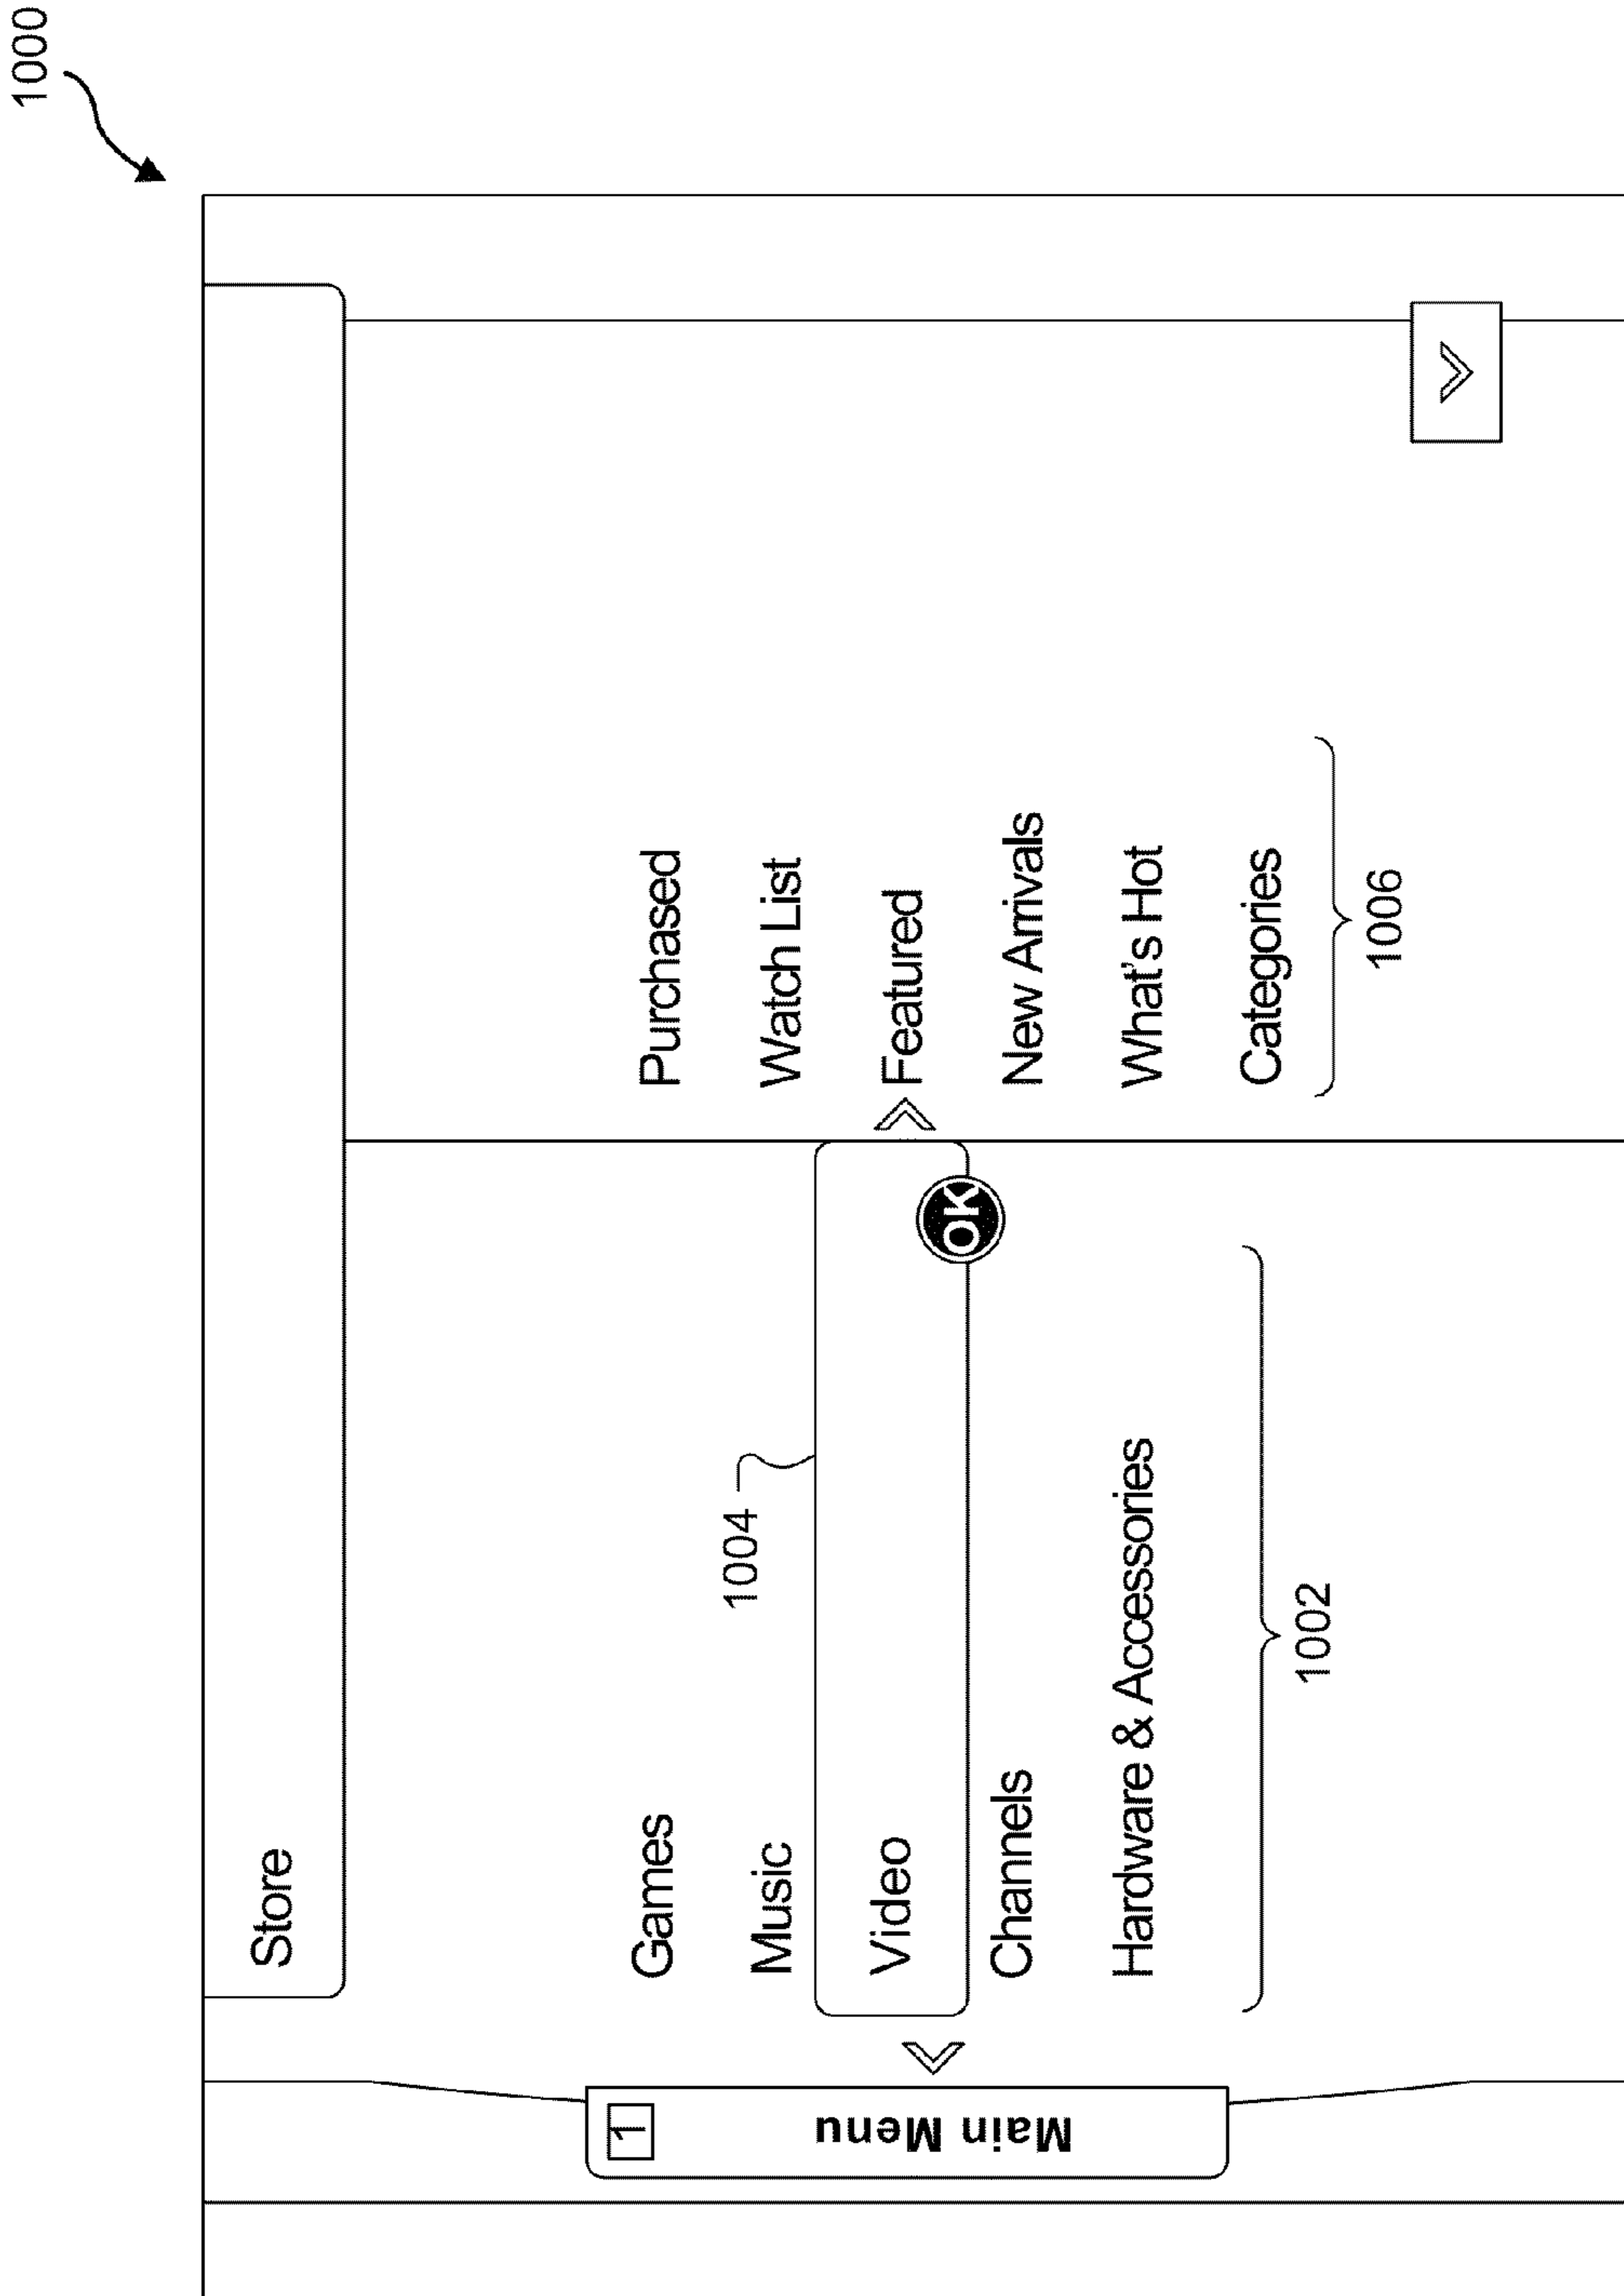 1000
Store
Games
Music
1004
Video
OK
Channels
Hardware & Accessories
1002
Purchased
Watch List
Featured
New Arrivals
What's Hot
Categories
1006
1
Main Menu